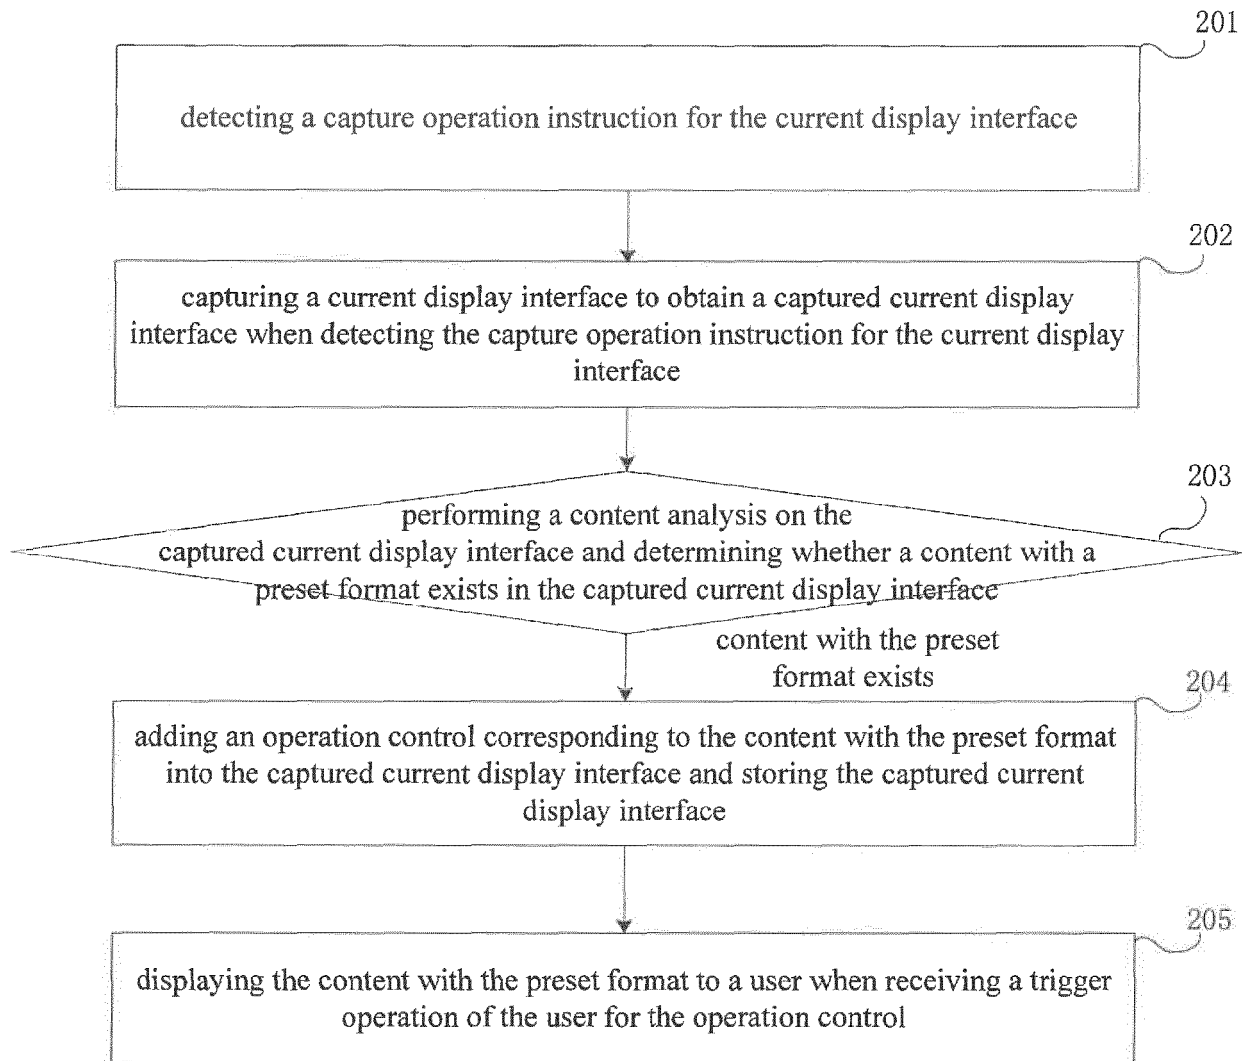 201
detecting a capture operation instruction for the current display interface
202
capturing a current display interface to obtain a captured current display
interface when detecting the capture operation instruction for the current display
interface
203
performing a content analysis on the
captured current display interface and determining whether a content with a
preset format exists in the captured current display interface
content with the preset
format exists
204
adding an operation control corresponding to the content with the preset format
into the captured current display interface and storing the captured current
display interface
205
displaying the content with the preset format to a user when receiving a trigger
operation of the user for the operation control